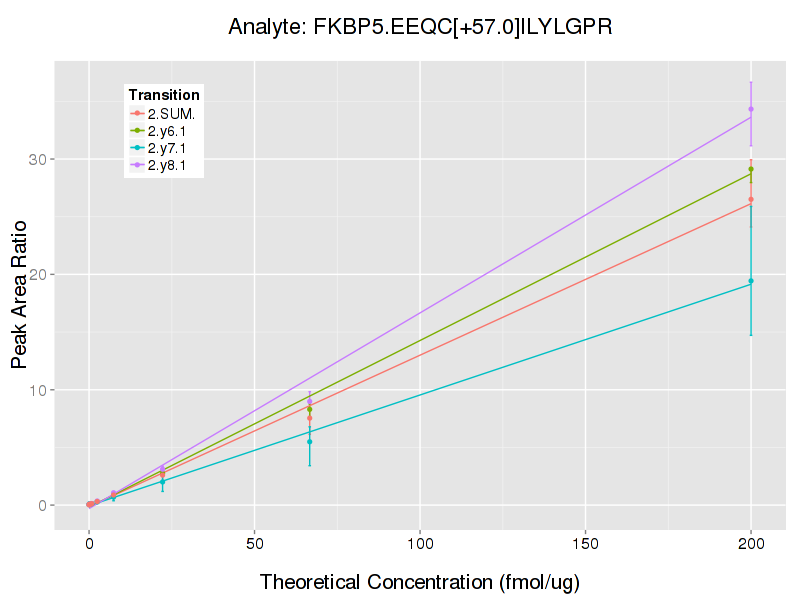 Analyte: FKBP5.EEQC[+57.0]ILYLGPR
Transition
2.SUM.
2.y6.1
2.y7.1
2.y8.1
Peak Area Ratio
30
20
10
0
0 50 100 150 200
Theoretical Concentration (fmol/ug)